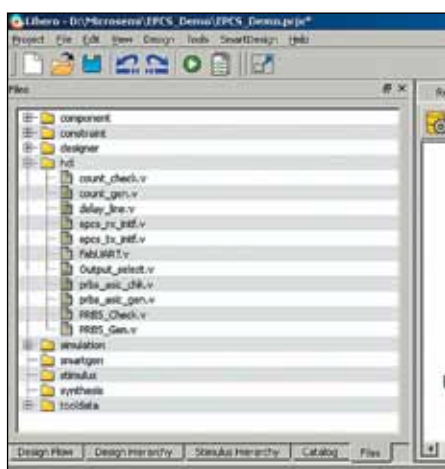 Libero - D:\Microsemi\EPCS_Demo\EPCS_Demo.prjx*
Project File Edit View Design Tools SmartDesign Help
Files
component
constraint
designer
hdl
count_check.v
count_gen.v
delay_line.v
epcs_rx_intf.v
epcs_tx_intf.v
FabUART.v
Output_select.v
prbs_asic_chk.v
prbs_asic_gen.v
PRBS_Check.v
PRBS_Gen.v
simulation
smartgen
stimulus
synthesis
tooldata
Design Flow Design Hierarchy Stimulus Hierarchy Catalog Files